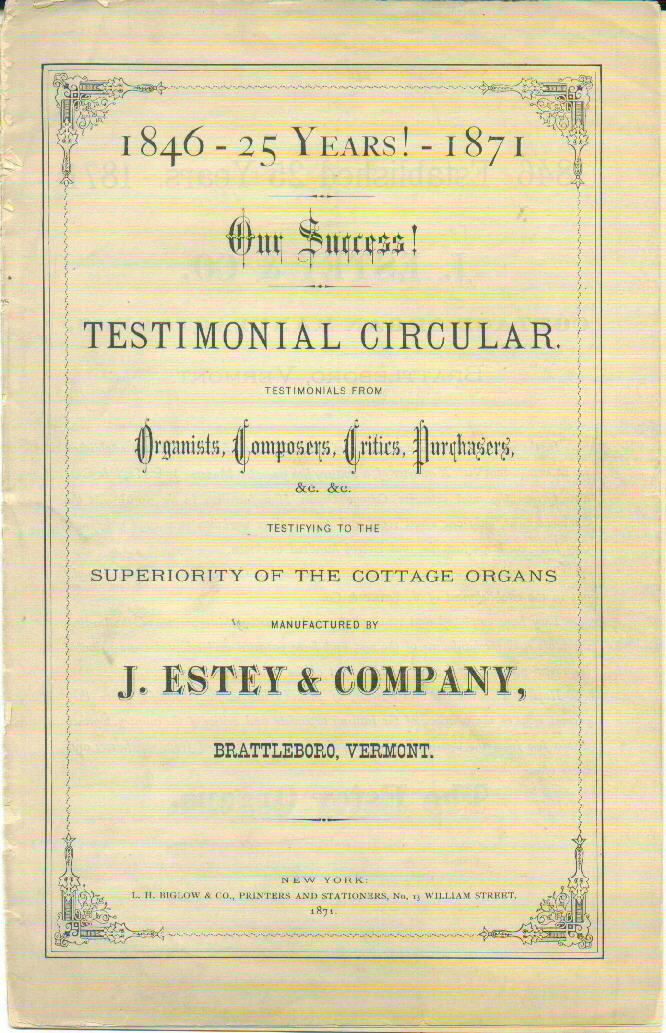 1846 - 25 YEARS! - 1871
Our Success!
TESTIMONIAL CIRCULAR.
TESTIMONIALS FROM
Organists, Composers, Critics, Purchasers,
&c. &c.
TESTIFYING TO THE
SUPERIORITY OF THE COTTAGE ORGANS
MANUFACTURED BY
J. ESTEY & COMPANY,
BRATTLEBORO, VERMONT.
NEW YORK:
L. H. BIGLOW & CO., PRINTERS AND STATIONERS, No. 13 WILLIAM STREET.
1871.